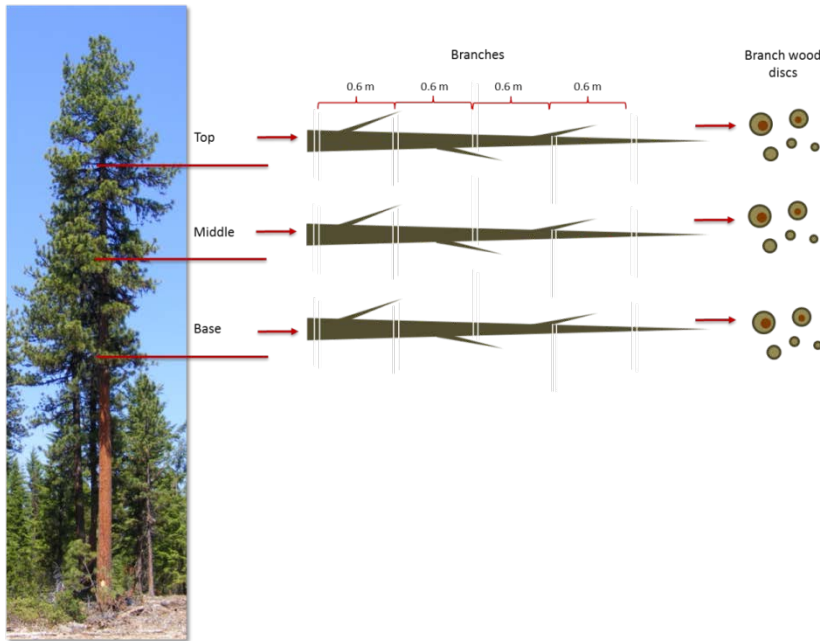 Branches
Branch wood
discs
0.6 m
0.6 m
0.6 m
0.6 m
Top
Middle
Base